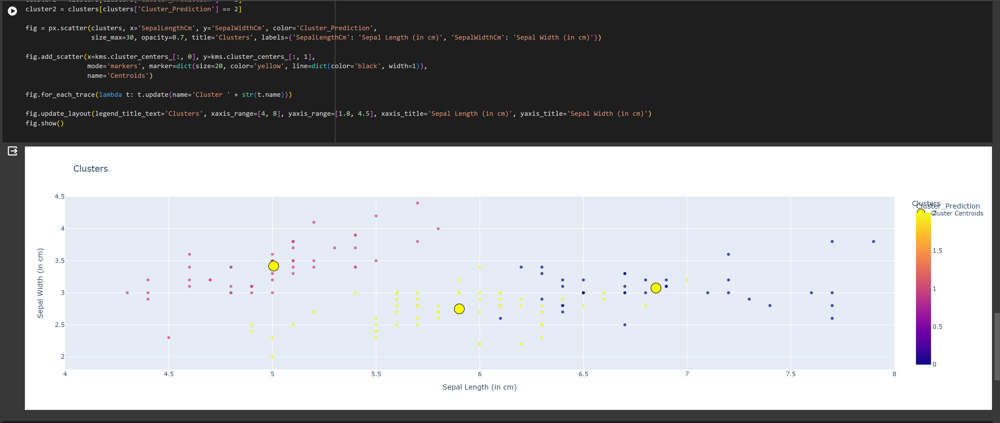 cluster2 = clusters[clusters['Cluster_Prediction'] == 2]
fig = px.scatter(clusters, x='SepalLengthCm', y='SepalWidthCm', color='Cluster_Prediction',
size_max=30, opacity=0.7, title='Clusters', labels={'SepalLengthCm': 'Sepal Length (in cm)', 'SepalWidthCm': 'Sepal Width (in cm)'})
fig.add_scatter(x=kms.cluster_centers_[:, 0], y=kms.cluster_centers_[:, 1],
mode='markers', marker=dict(size=20, color='yellow', line=dict(color='black', width=1)),
name='Centroids')
fig.for_each_trace(lambda t: t.update(name='Cluster ' + str(t.name)))
fig.update_layout(legend_title_text='Clusters', xaxis_range=[4, 8], yaxis_range=[1.8, 4.5], xaxis_title='Sepal Length (in cm)', yaxis_title='Sepal Width (in cm)')
fig.show()
Clusters
4.5
4
3.5
3
2.5
2
Sepal Width (in cm)
4
4.5
5
5.5
6
6.5
7
7.5
8
Sepal Length (in cm)
Clusters
Cluster_Prediction
Cluster Centroids
2
1.5
1
0.5
0